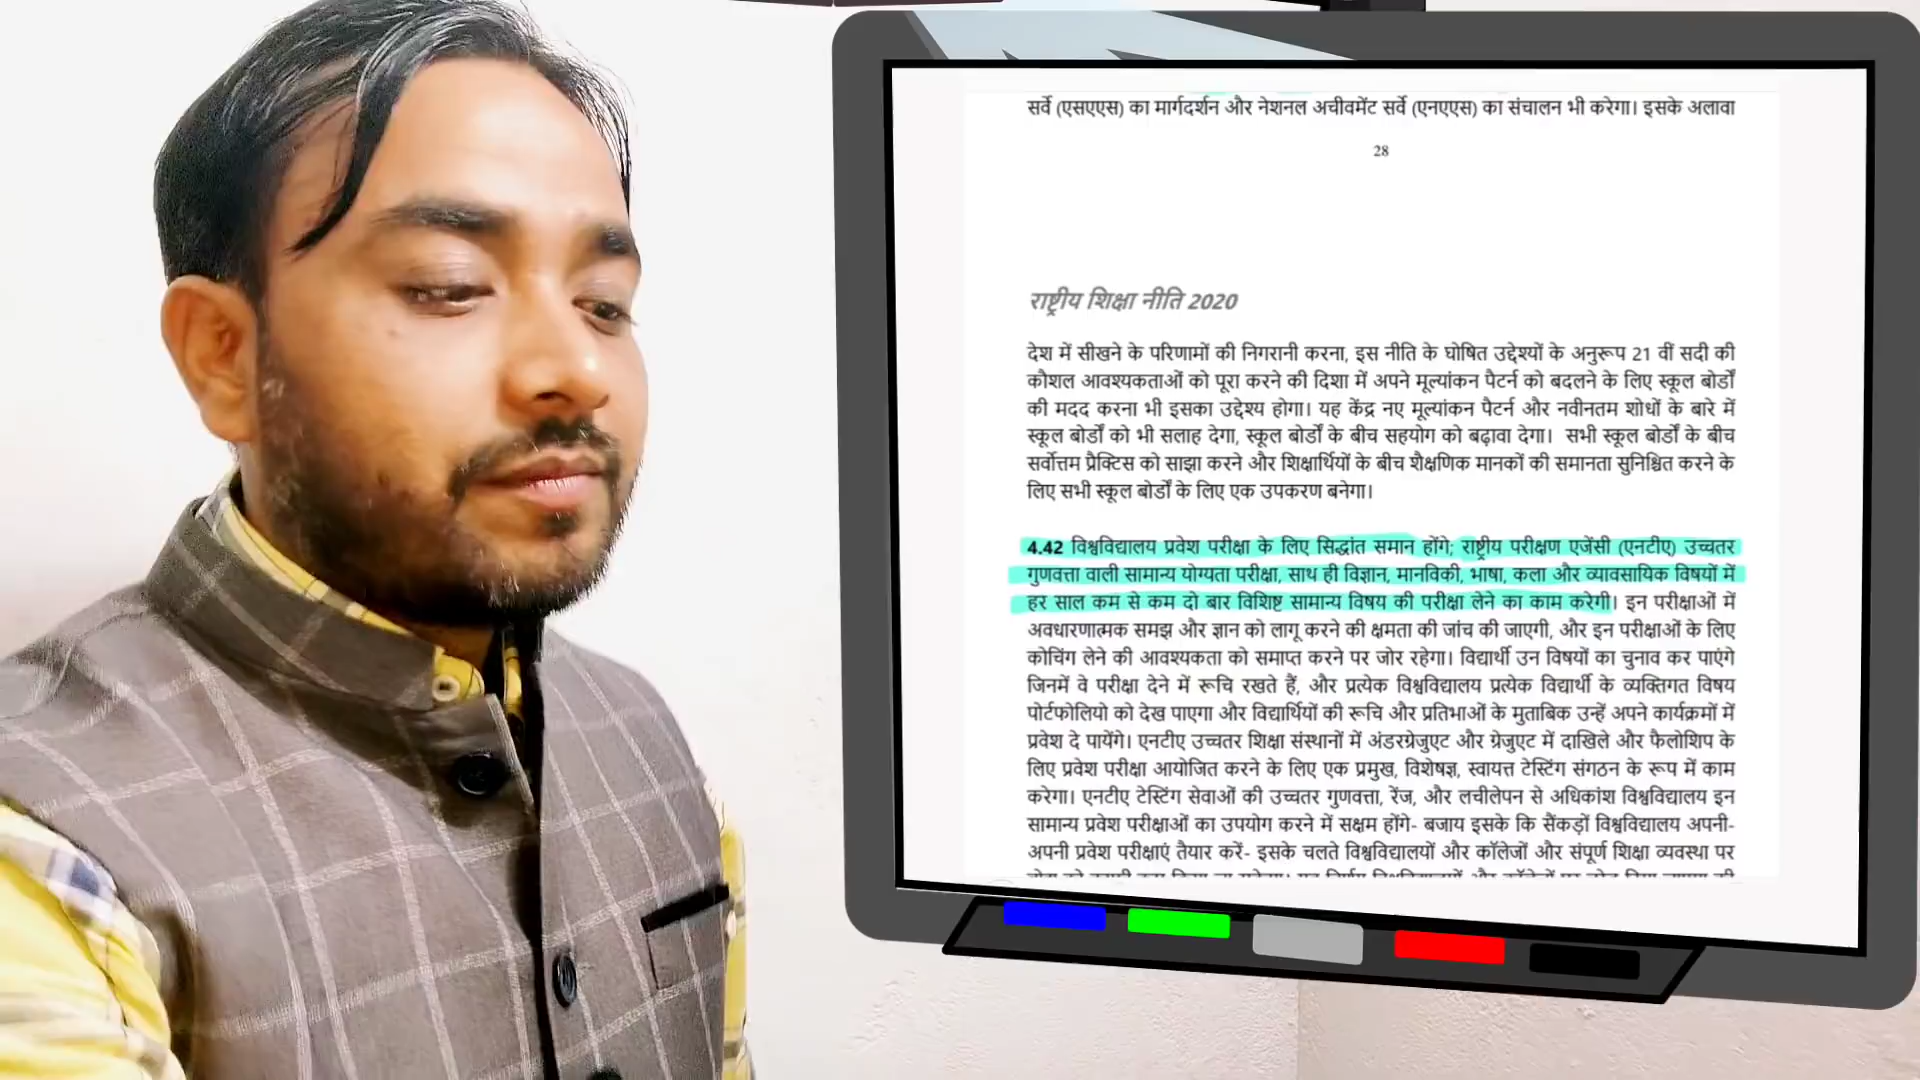 सर्वे (एसएएस) का मार्गदर्शन और नेशनल अचीवमेंट सर्वे (एनएएस) का संचालन भी करेगा। इसके अलावा
28
राष्ट्रीय शिक्षा नीति 2020
देश में सीखने के परिणामों की निगरानी करना, इस नीति के घोषित उद्देश्यों के अनुरूप 21 वीं सदी की
कौशल आवश्यकताओं को पूरा करने की दिशा में अपने मूल्यांकन पैटर्न को बदलने के लिए स्कूल बोर्डों
की मदद करना भी इसका उद्देश्य होगा। यह केंद्र नए मूल्यांकन पैटर्न और नवीनतम शोधों के बारे में
स्कूल बोर्डों को भी सलाह देगा, स्कूल बोर्डों के बीच सहयोग को बढ़ावा देगा। सभी स्कूल बोर्डों के बीच
सर्वोत्तम प्रैक्टिस को साझा करने और शिक्षार्थियों के बीच शैक्षणिक मानकों की समानता सुनिश्चित करने के
लिए सभी स्कूल बोर्डों के लिए एक उपकरण बनेगा।
4.42 विश्वविद्यालय प्रवेश परीक्षा के लिए सिद्धांत समान होंगे; राष्ट्रीय परीक्षण एजेंसी (एनटीए) उच्चतर
गुणवत्ता वाली सामान्य योग्यता परीक्षा, साथ ही विज्ञान, मानविकी, भाषा, कला और व्यावसायिक विषयों में
हर साल कम से कम दो बार विशिष्ट सामान्य विषय की परीक्षा लेने का काम करेगी। इन परीक्षाओं में
अवधारणात्मक समझ और ज्ञान को लागू करने की क्षमता की जांच की जाएगी, और इन परीक्षाओं के लिए
कोचिंग लेने की आवश्यकता को समाप्त करने पर जोर रहेगा। विद्यार्थी उन विषयों का चुनाव कर पाएंगे
जिनमें वे परीक्षा देने में रूचि रखते हैं, और प्रत्येक विश्वविद्यालय प्रत्येक विद्यार्थी के व्यक्तिगत विषय
पोर्टफोलियो को देख पाएगा और विद्यार्थियों की रूचि और प्रतिभाओं के मुताबिक उन्हें अपने कार्यक्रमों में
प्रवेश दे पायेंगे। एनटीए उच्चतर शिक्षा संस्थानों में अंडरग्रेजुएट और ग्रेजुएट में दाखिले और फैलोशिप के
लिए प्रवेश परीक्षा आयोजित करने के लिए एक प्रमुख, विशेषज्ञ, स्वायत्त टेस्टिंग संगठन के रूप में काम
करेगा। एनटीए टेस्टिंग सेवाओं की उच्चतर गुणवत्ता, रेंज, और लचीलेपन से अधिकांश विश्वविद्यालय इन
सामान्य प्रवेश परीक्षाओं का उपयोग करने में सक्षम होंगे- बजाय इसके कि सैंकड़ों विश्वविद्यालय अपनी-
अपनी प्रवेश परीक्षाएं तैयार करें- इसके चलते विश्वविद्यालयों और कॉलेजों और संपूर्ण शिक्षा व्यवस्था पर